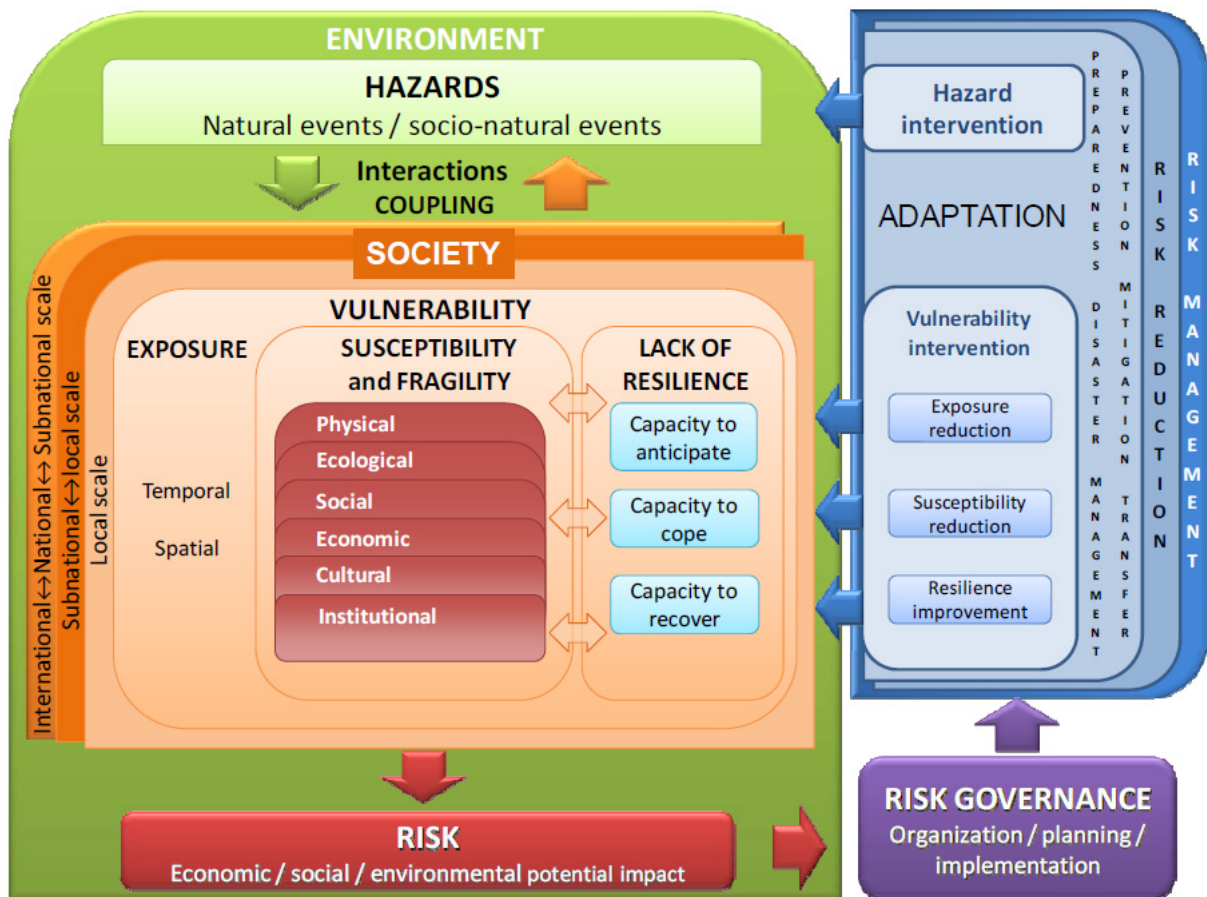 ENVIRONMENT
HAZARDS
Natural events / socio-natural events
Interactions
COUPLING
SOCIETY
International↔National↔Subnational scale
Subnational↔local scale
Local scale
VULNERABILITY
EXPOSURE
Temporal
Spatial
SUSCEPTIBILITY
and FRAGILITY
Physical
Ecological
Social
Economic
Cultural
Institutional
LACK OF
RESILIENCE
Capacity to
anticipate
Capacity to
cope
Capacity to
recover
RISK
Economic / social / environmental potential impact
Hazard
intervention
ADAPTATION
Vulnerability
intervention
Exposure
reduction
Susceptibility
reduction
Resilience
improvement
PREPAREDNESS DISASTER MANAGEMENT
PREVENTION MITIGATION TRANSFER
RISK REDUCTION
RISK MANAGEMENT
RISK GOVERNANCE
Organization / planning /
implementation